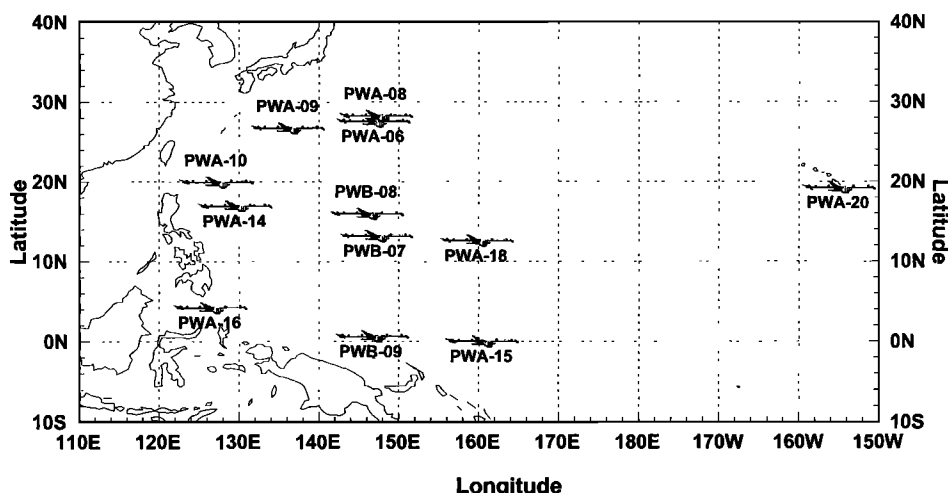 40N 40N
PWA-08
30N PWA-09 30N
PWA-06
PWA-10
20N PWB-08 20N
PWA-14 PWA-20
Latitude Latitude
PWB-07 PWA-18
10N 10N
PWA-16
0N PWB-09 PWA-15 0N
10S 10S
110E 120E 130E 140E 150E 160E 170E 180E 170W 160W 150W
Longitude